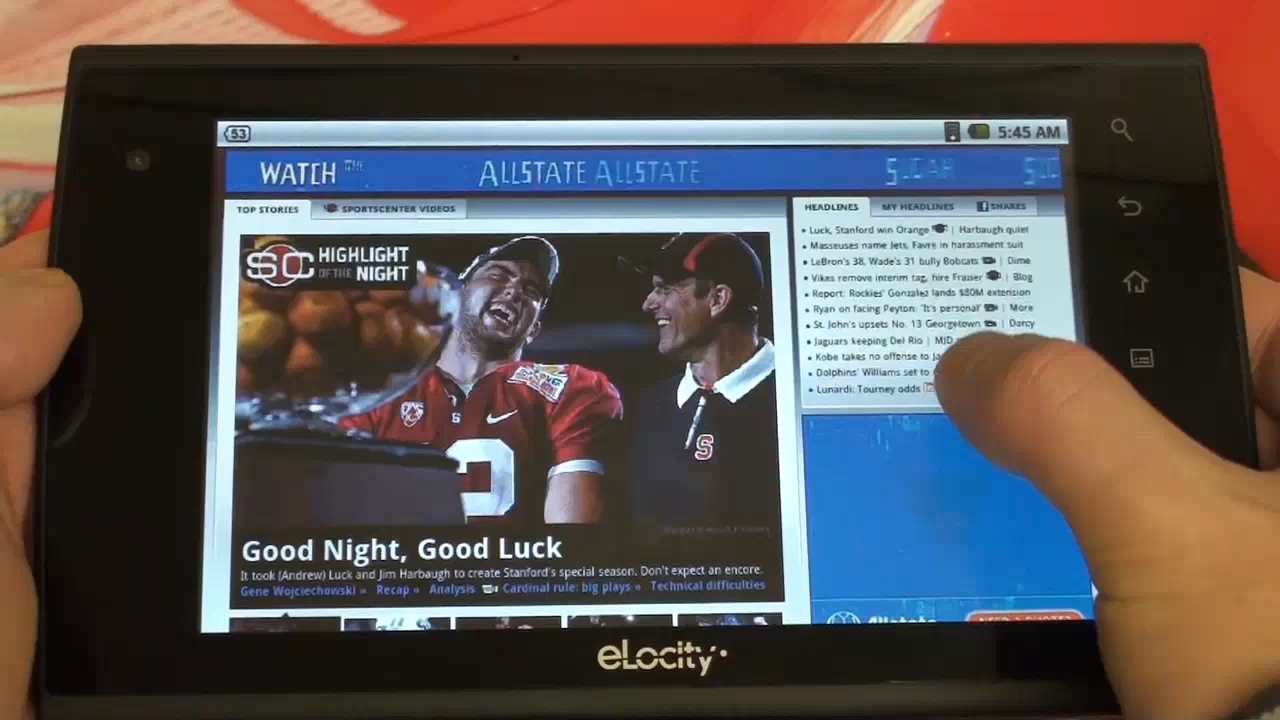 53
5:45 AM
WATCH THE ALLSTATE ALLSTATE SUGAR
TOP STORIES SPORTSCENTER VIDEOS
HEADLINES MY HEADLINES SHARES
SC HIGHLIGHT
OF THE NIGHT
Luck, Stanford win Orange | Harbaugh quiet
Masseuses name Jets, Favre in harassment suit
LeBron's 38, Wade's 31 bully Bobcats | Dime
Vikes remove interim tag, hire Frazier | Blog
Report: Rockies' Gonzalez lands $80M extension
Ryan on facing Peyton: 'It's personal' | More
St. John's upsets No. 13 Georgetown | Darcy
Jaguars keeping Del Rio | MJD
Kobe takes no offense to
Dolphins' Williams set to
Lunardi: Tourney odds
S
S
Good Night, Good Luck
It took (Andrew) Luck and Jim Harbaugh to create Stanford's special season. Don't expect an encore.
Gene Wojciechowski » Recap » Analysis Cardinal rule: big plays » Technical difficulties
Allstate
NEED A QUOTE?
eLocity